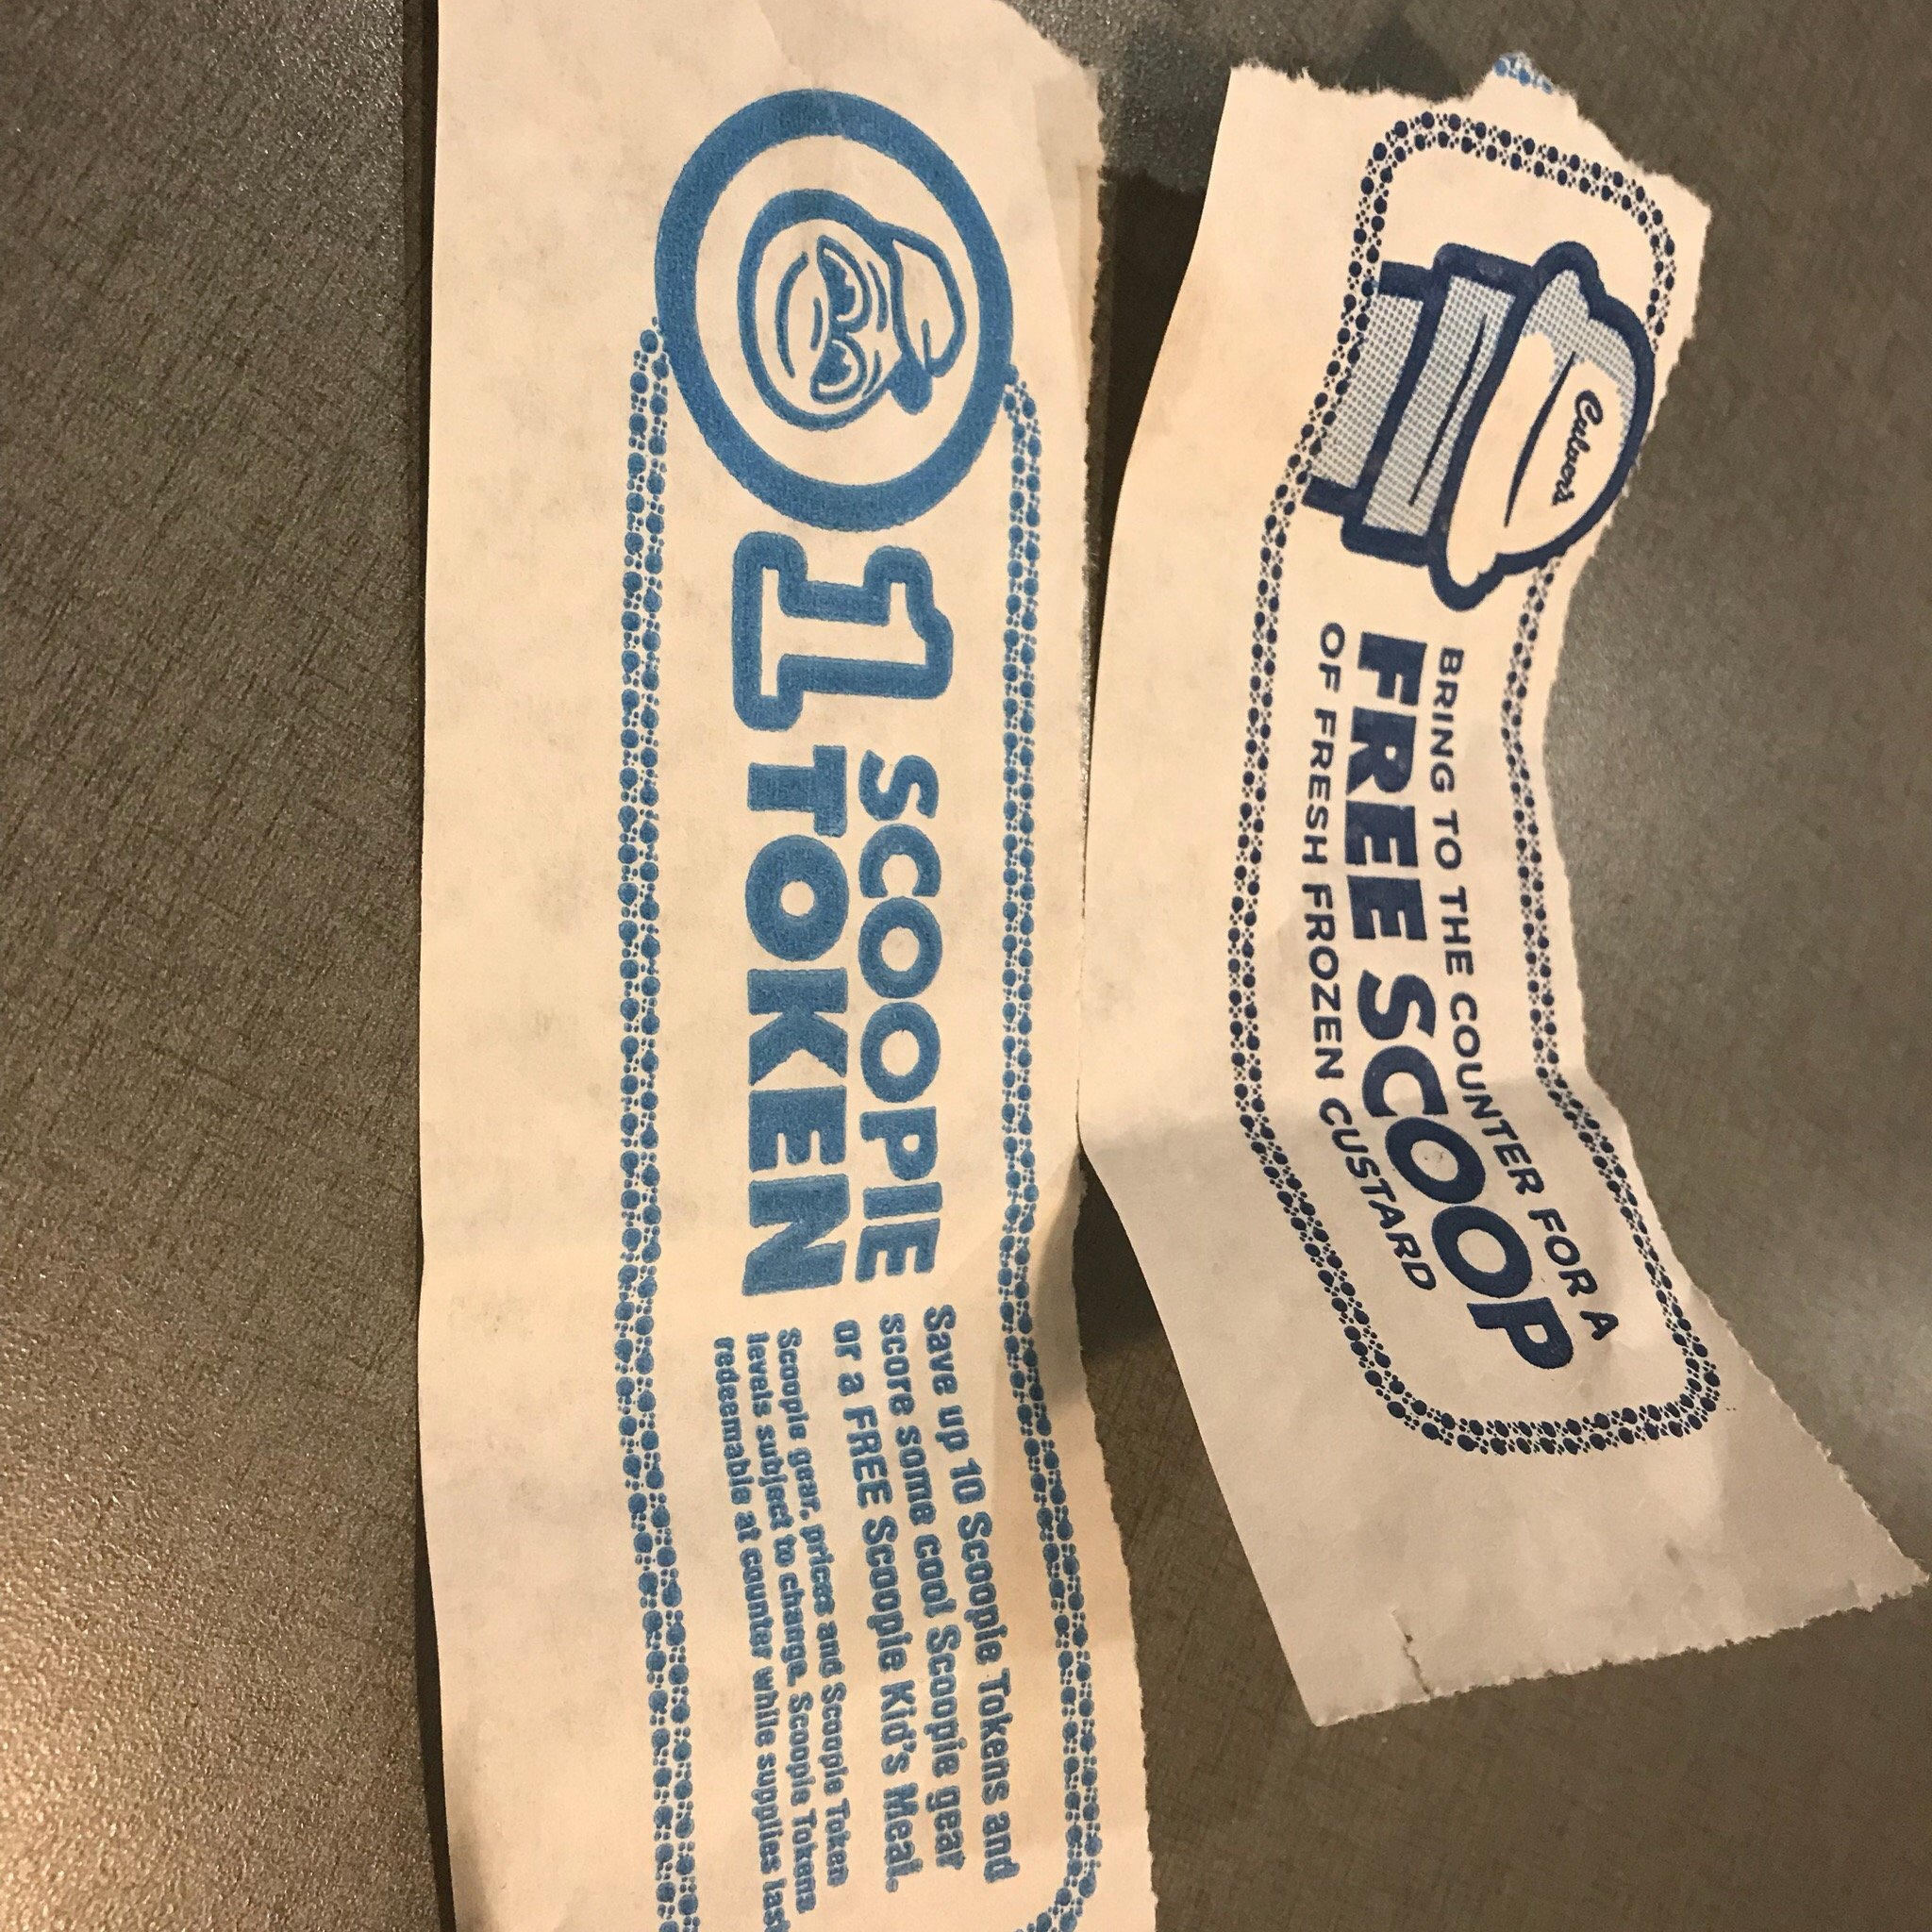 1 SCOOPIE
TOKEN
Save up 10 Scoopie Tokens and
score some cool Scoopie gear
or a FREE Scoopie Kid's Meal.
Scoopie gear, prices and Scoopie Token
levels subject to change. Scoopie Tokens
redeemable at counter while supplies last
Culver's
BRING TO THE COUNTER FOR A
FREE SCOOP
OF FRESH FROZEN CUSTARD